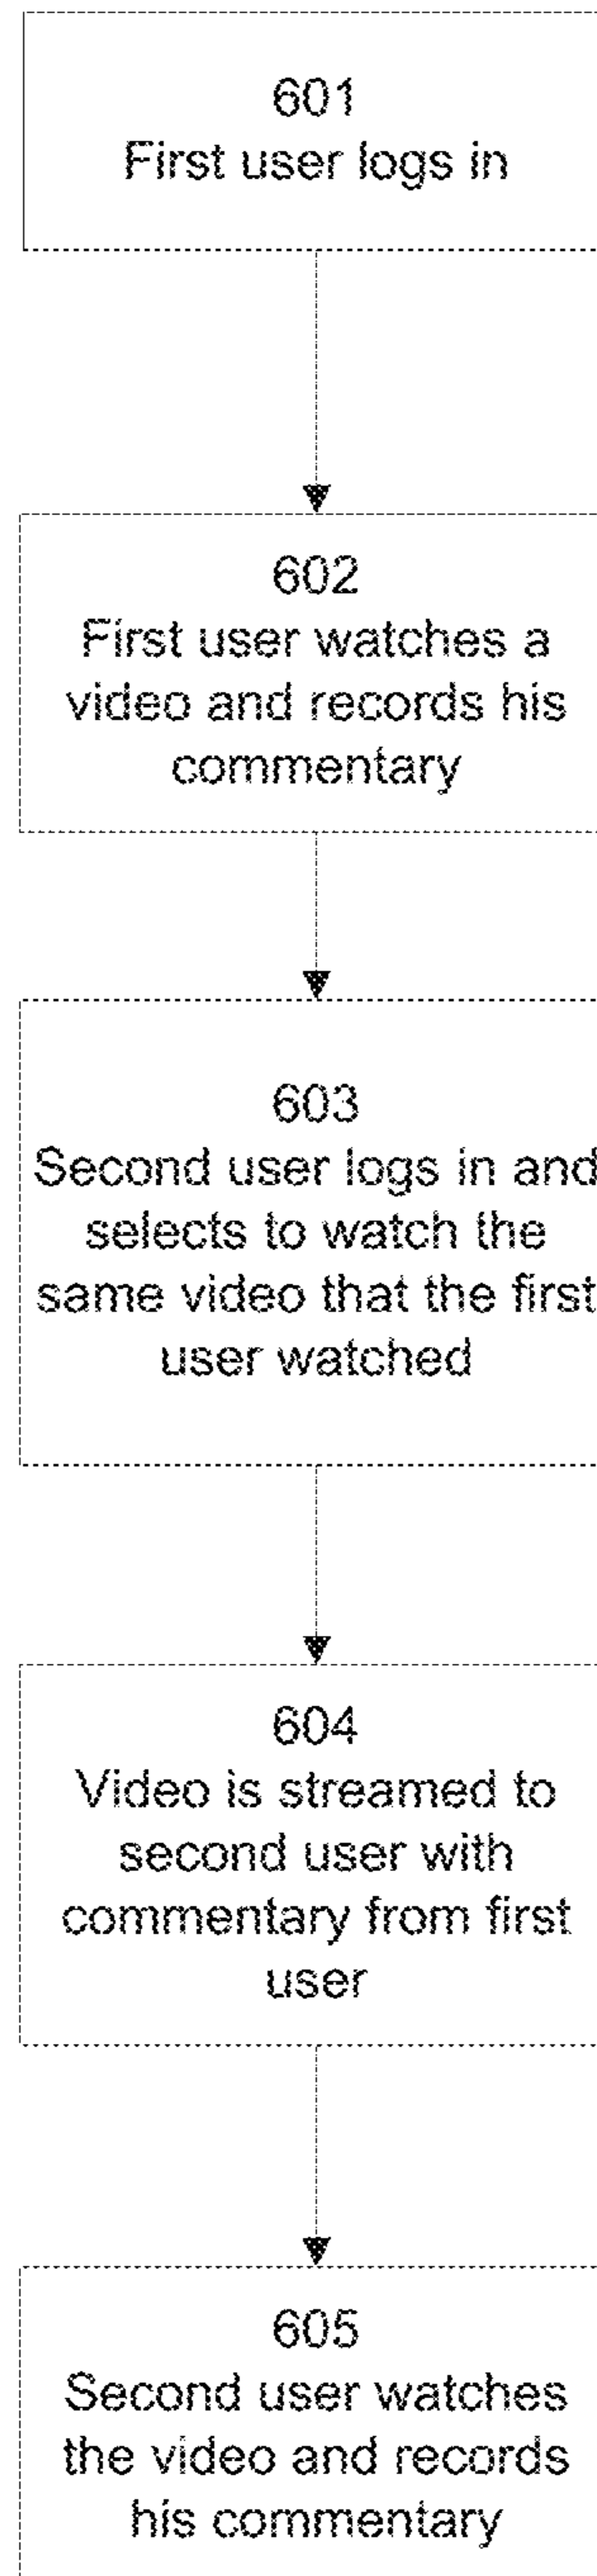 601
First user logs in
602
First user watches a
video and records his
commentary
603
Second user logs in and
selects to watch the
same video that the first
user watched
604
Video is streamed to
second user with
commentary from first
user
605
Second user watches
the video and records
his commentary